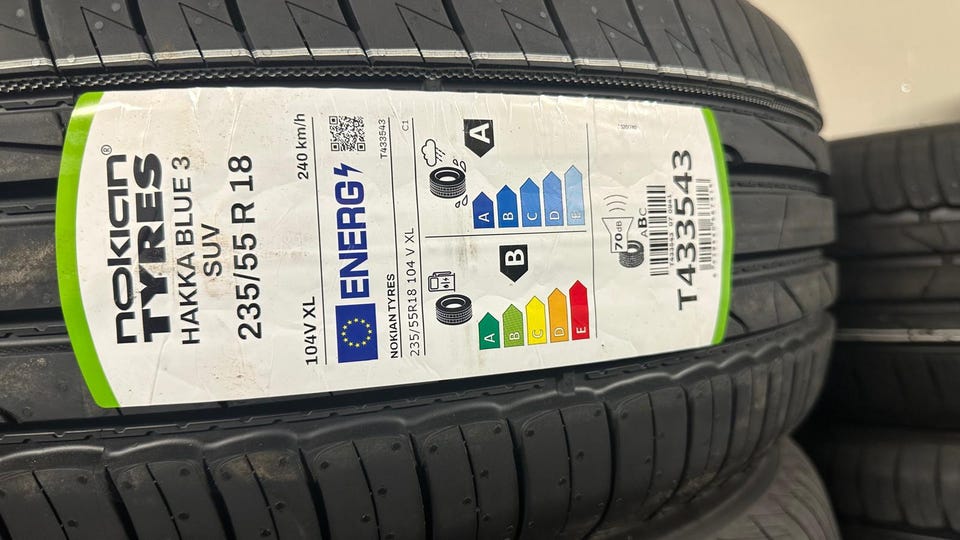 nokian®
TYRES
HAKKA BLUE 3
SUV
235/55 R 18
104V XL 240 km/h
ENERG
NOKIAN TYRES T433543
235/55R18 104 V XL C1
A
A
B
C
D
E
B
A
B
C
D
E
70dB
ABC
T433543